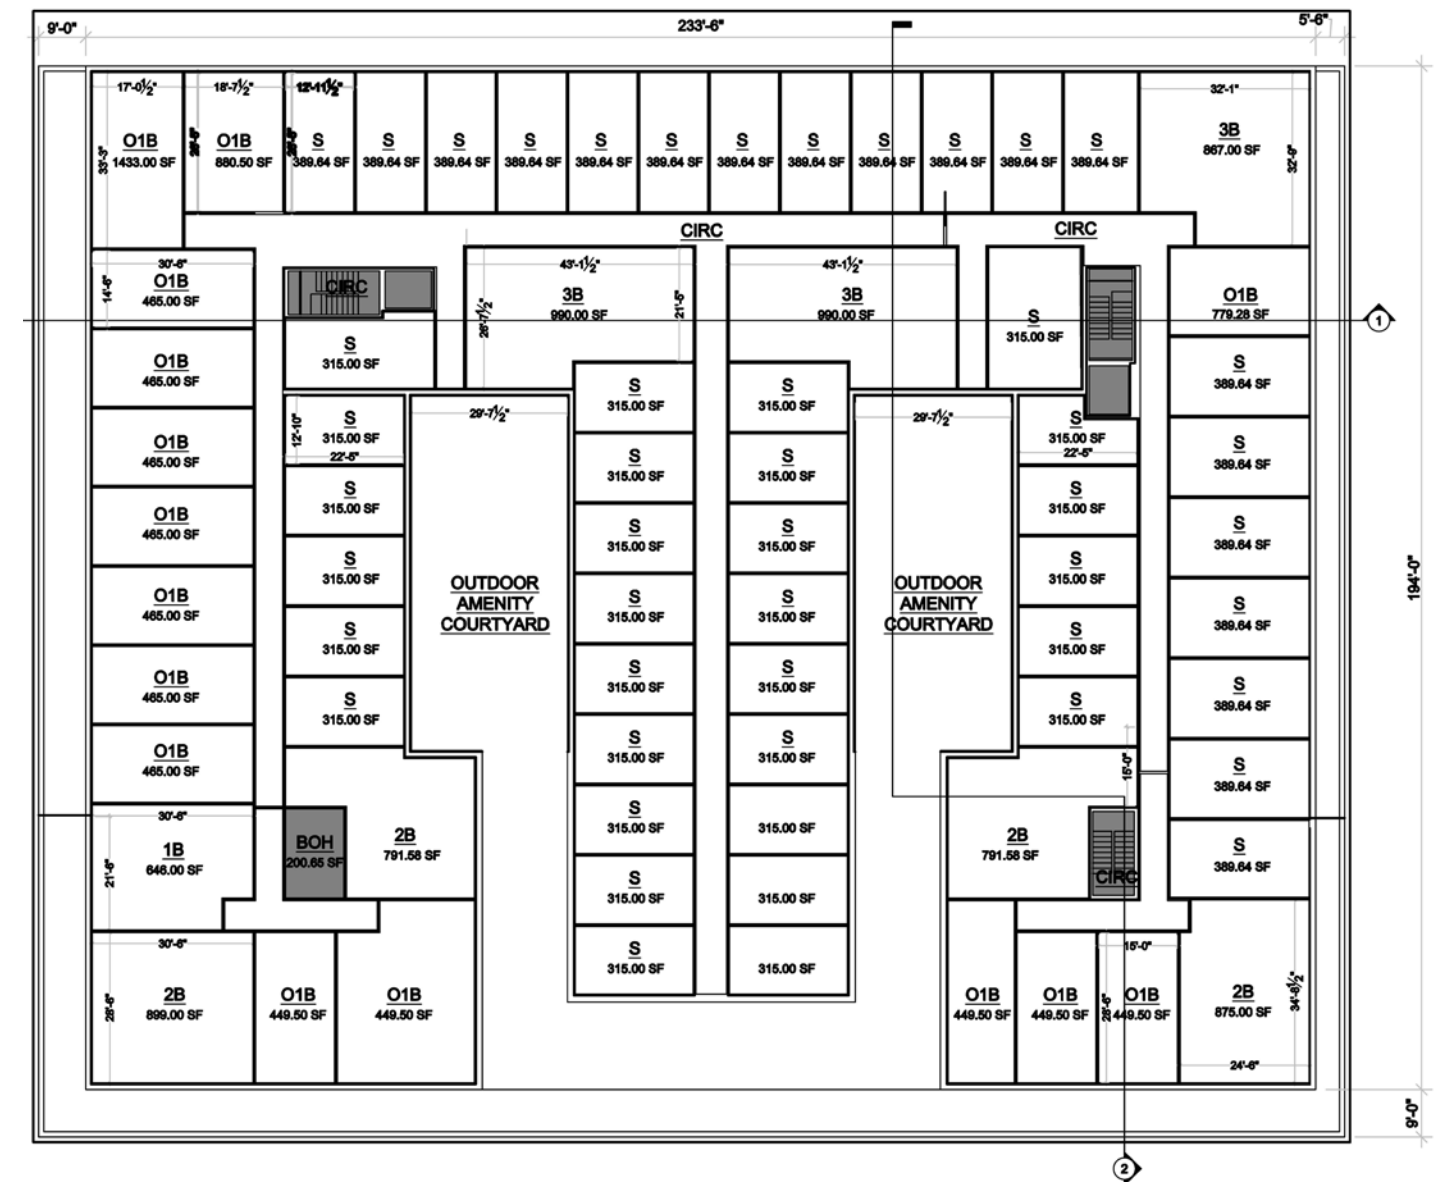 9'-0"
233'-6"
5'-6"
17'-0½"
18'-7½"
12'-11½"
32'-1"
O1B
1433.00 SF
O1B
880.50 SF
S
389.64 SF
S
389.64 SF
S
389.64 SF
S
389.64 SF
S
389.64 SF
S
389.64 SF
S
389.64 SF
S
389.64 SF
S
389.64 SF
S
389.64 SF
S
389.64 SF
S
389.64 SF
3B
867.00 SF
33'-3"
32'-9"
CIRC
CIRC
30'-6"
O1B
465.00 SF
14'-6"
CIRC
43'-1½"
3B
990.00 SF
26'-7½"
21'-5"
43'-1½"
3B
990.00 SF
S
315.00 SF
O1B
779.28 SF
1
S
315.00 SF
O1B
465.00 SF
S
389.64 SF
S
315.00 SF
S
315.00 SF
12'-10"
S
315.00 SF
22'-5"
29'-7½"
29'-7½"
S
315.00 SF
22'-5"
O1B
465.00 SF
S
315.00 SF
S
315.00 SF
S
389.64 SF
O1B
465.00 SF
S
315.00 SF
S
315.00 SF
S
315.00 SF
S
315.00 SF
S
389.64 SF
O1B
465.00 SF
S
315.00 SF
OUTDOOR
AMENITY
COURTYARD
S
315.00 SF
S
315.00 SF
OUTDOOR
AMENITY
COURTYARD
S
315.00 SF
S
389.64 SF
194'-0"
O1B
465.00 SF
S
315.00 SF
S
315.00 SF
S
315.00 SF
S
315.00 SF
S
389.64 SF
O1B
465.00 SF
S
315.00 SF
S
315.00 SF
S
315.00 SF
S
315.00 SF
15'-0"
S
389.64 SF
30'-6"
1B
646.00 SF
21'-6"
BOH
200.65 SF
2B
791.58 SF
S
315.00 SF
315.00 SF
2B
791.58 SF
CIRC
S
389.64 SF
S
315.00 SF
315.00 SF
30'-6"
2B
899.00 SF
28'-6"
O1B
449.50 SF
O1B
449.50 SF
S
315.00 SF
315.00 SF
O1B
449.50 SF
O1B
449.50 SF
15'-0"
28'-6"
O1B
449.50 SF
2B
875.00 SF
34'-8½"
24'-6"
9'-0"
2